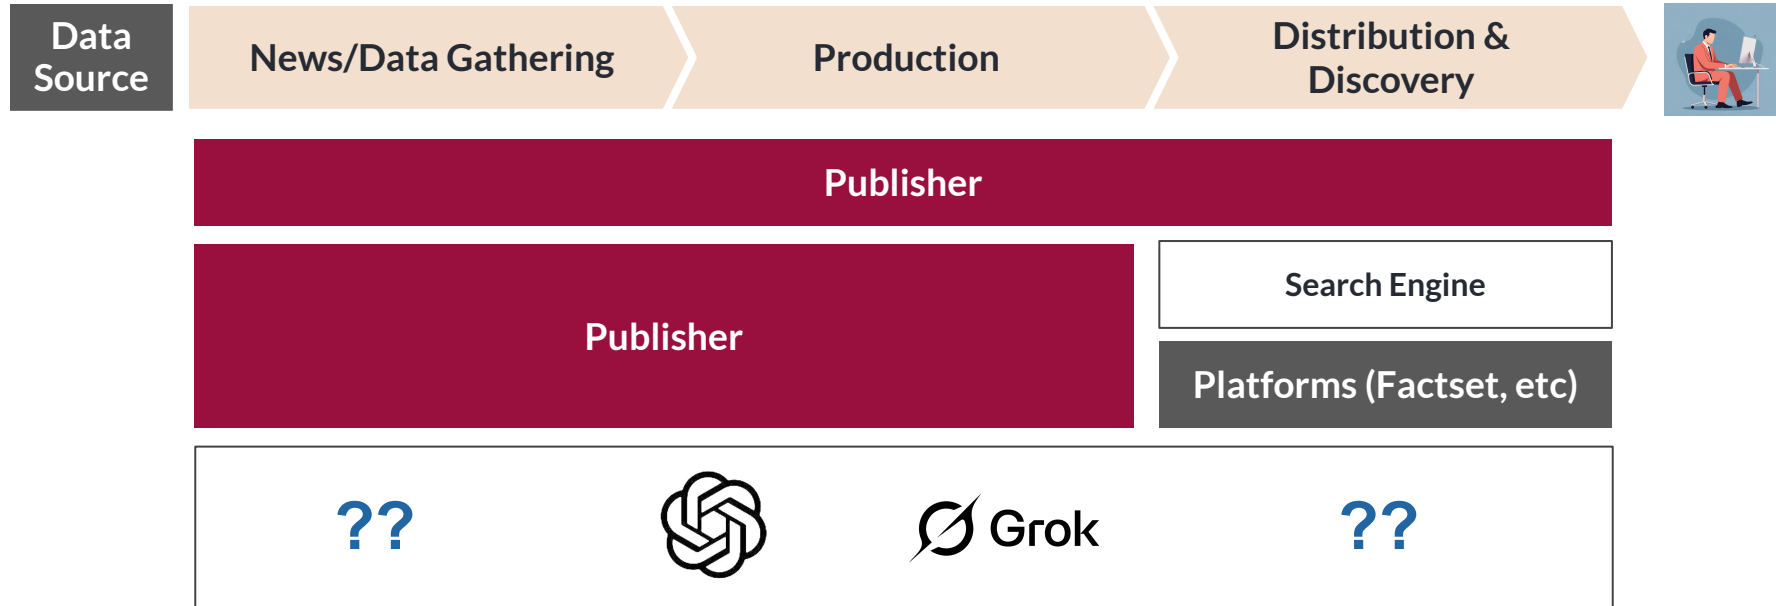 Data
Source
News/Data Gathering
Production
Distribution &
Discovery
Publisher
Publisher
Search Engine
Platforms (Factset, etc)
??
Grok
??